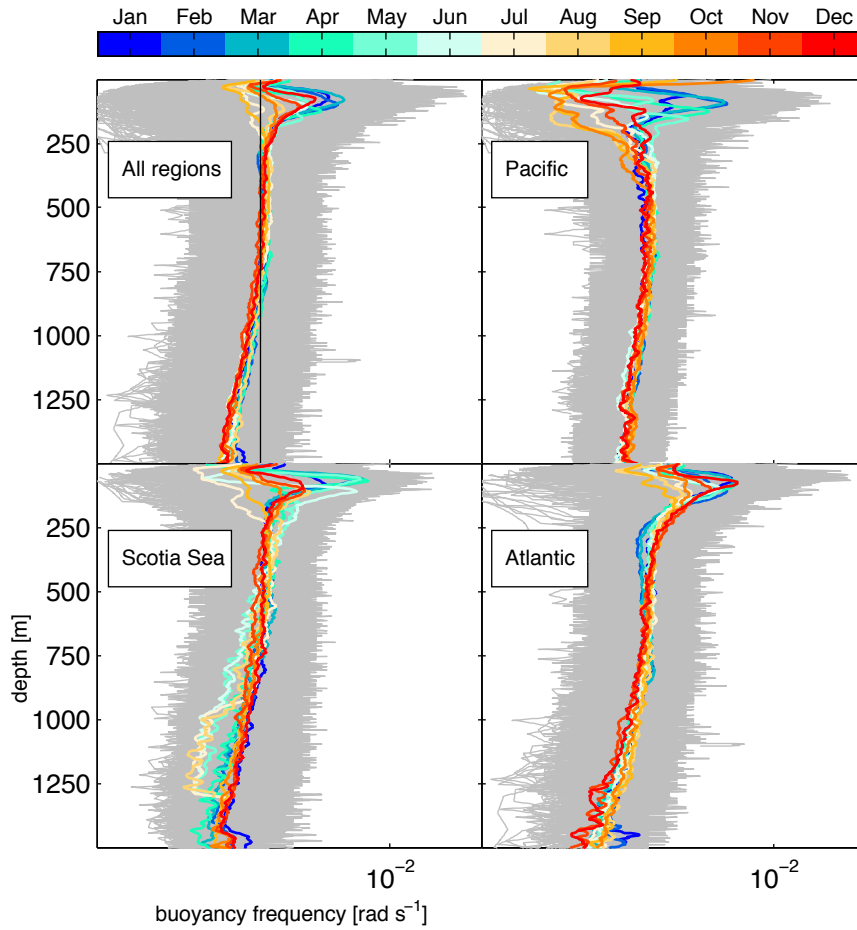 Jan Feb Mar Apr May Jun Jul Aug Sep Oct Nov Dec
250
500
750
1000
1250
All regions
Pacific
250
500
750
1000
1250
Scotia Sea
Atlantic
depth [m]
10⁻² 10⁻²
buoyancy frequency [rad s⁻¹]